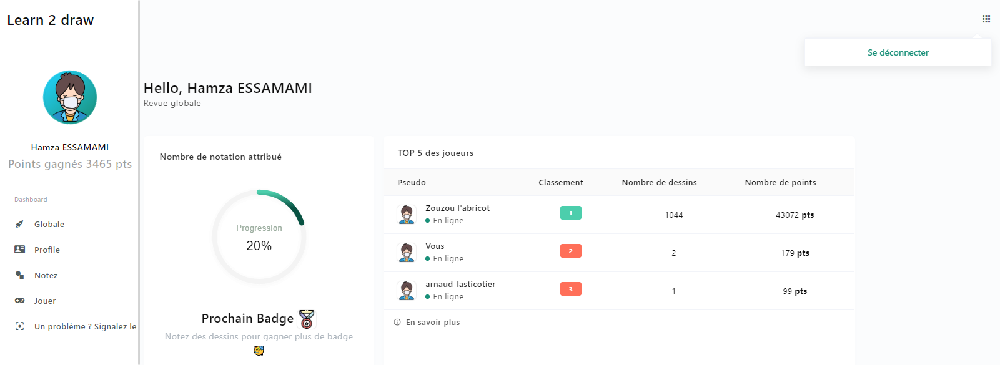 Learn 2 draw
Se déconnecter
Hello, Hamza ESSAMAMI
Revue globale
Hamza ESSAMAMI
Points gagnés 3465 pts
Dashboard
Globale
Profile
Notez
Jouer
Un problème ? Signalez le
Nombre de notation attribué
Progression
20%
Prochain Badge
Notez des dessins pour gagner plus de badge
TOP 5 des joueurs
Pseudo Classement Nombre de dessins Nombre de points
Zouzou l'abricot
En ligne
1 1044 43072 pts
Vous
En ligne
2 2 179 pts
arnaud_lasticotier
En ligne
3 1 99 pts
En savoir plus